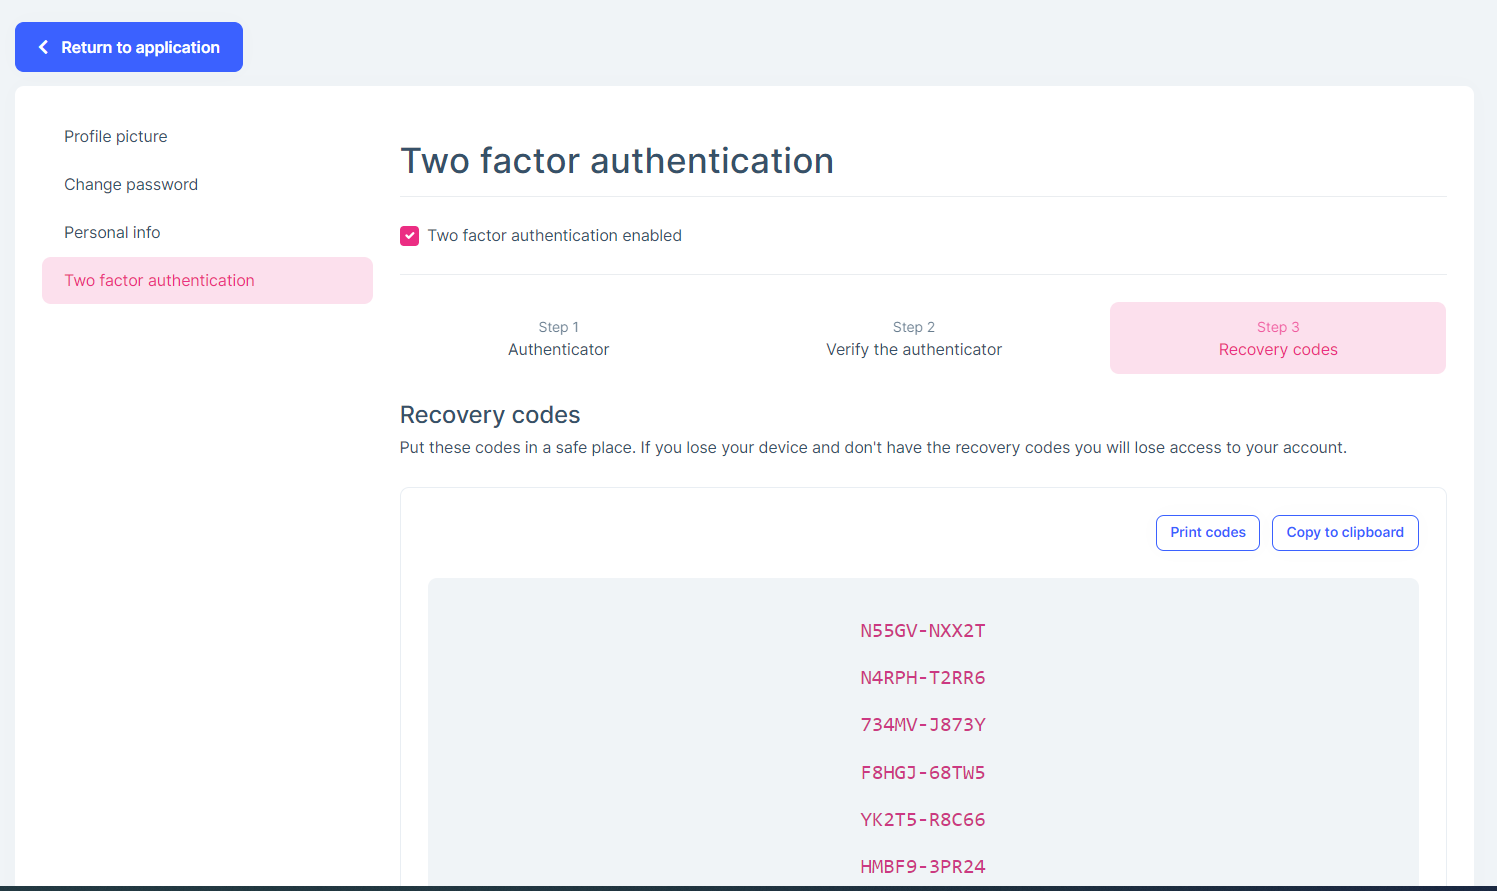 Return to application
Profile picture
Change password
Personal info
Two factor authentication
Two factor authentication
Two factor authentication enabled
Step 1
Authenticator
Step 2
Verify the authenticator
Step 3
Recovery codes
Recovery codes
Put these codes in a safe place. If you lose your device and don't have the recovery codes you will lose access to your account.
Print codes
Copy to clipboard
N55GV-NXX2T
N4RPH-T2RR6
734MV-J873Y
F8HGJ-68TW5
YK2T5-R8C66
HMBF9-3PR24